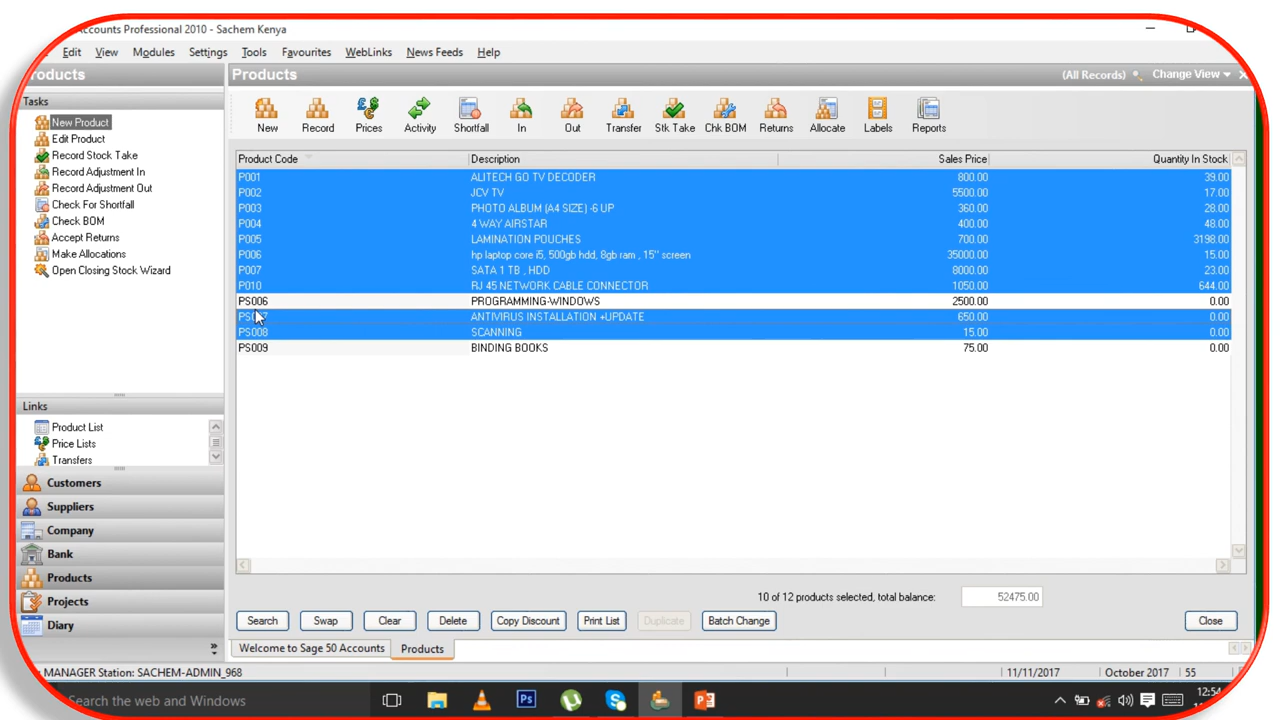 Accounts Professional 2010 - Sachem Kenya
Edit View Modules Settings Tools Favourites WebLinks News Feeds Help
Products (All Records) Change View
Tasks
New Product
Edit Product
Record Stock Take
Record Adjustment In
Record Adjustment Out
Check For Shortfall
Check BOM
Accept Returns
Make Allocations
Open Closing Stock Wizard
Links
Product List
Price Lists
Transfers
Customers
Suppliers
Company
Bank
Products
Projects
Diary
New Record Prices Activity Shortfall In Out Transfer Stk Take Chk BOM Returns Allocate Labels Reports
Product Code Description Sales Price Quantity In Stock
P001 ALITECH GO TV DECODER 800.00 39.00
P002 JCV TV 5500.00 17.00
P003 PHOTO ALBUM (A4 SIZE) -6 UP 360.00 28.00
P004 4 WAY AIRSTAR 400.00 48.00
P005 LAMINATION POUCHES 700.00 3198.00
P006 hp laptop core i5, 500gb hdd, 8gb ram , 15'' screen 35000.00 15.00
P007 SATA 1 TB , HDD 8000.00 23.00
P010 RJ 45 NETWORK CABLE CONNECTOR 1050.00 644.00
PS006 PROGRAMMING-WINDOWS 2500.00 0.00
PS007 ANTIVIRUS INSTALLATION +UPDATE 650.00 0.00
PS008 SCANNING 15.00 0.00
PS009 BINDING BOOKS 75.00 0.00
10 of 12 products selected, total balance: 52475.00
Search Swap Clear Delete Copy Discount Print List Duplicate Batch Change Close
Welcome to Sage 50 Accounts Products
MANAGER Station: SACHEM-ADMIN_968 11/11/2017 October 2017 55
Search the web and Windows 12:54